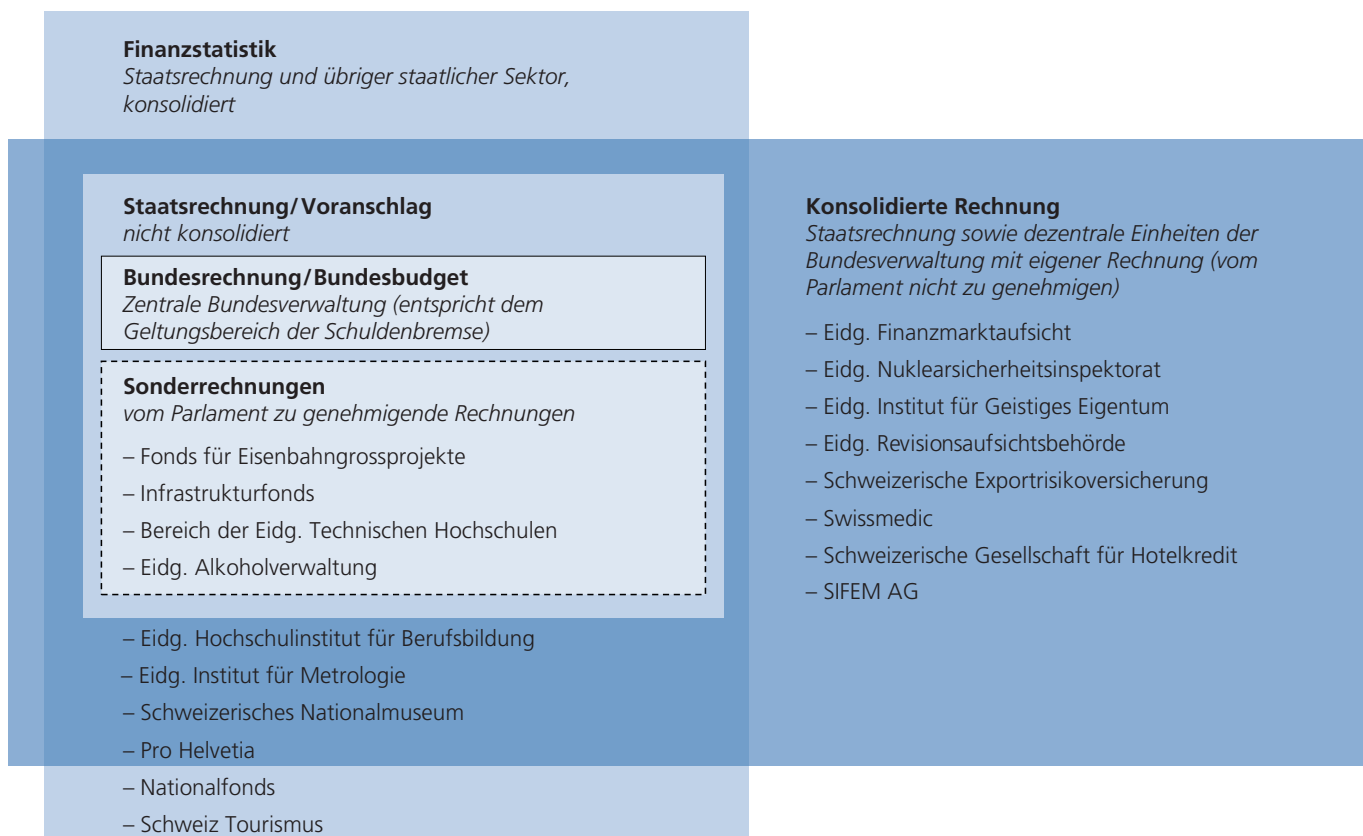 Finanzstatistik
Staatsrechnung und übriger staatlicher Sektor,
konsolidiert
Staatsrechnung/Voranschlag
nicht konsolidiert
Bundesrechnung/Bundesbudget
Zentrale Bundesverwaltung (entspricht dem
Geltungsbereich der Schuldenbremse)
Sonderrechnungen
vom Parlament zu genehmigende Rechnungen
– Fonds für Eisenbahngrossprojekte
– Infrastrukturfonds
– Bereich der Eidg. Technischen Hochschulen
– Eidg. Alkoholverwaltung
– Eidg. Hochschulinstitut für Berufsbildung
– Eidg. Institut für Metrologie
– Schweizerisches Nationalmuseum
– Pro Helvetia
– Nationalfonds
– Schweiz Tourismus
Konsolidierte Rechnung
Staatsrechnung sowie dezentrale Einheiten der
Bundesverwaltung mit eigener Rechnung (vom
Parlament nicht zu genehmigen)
– Eidg. Finanzmarktaufsicht
– Eidg. Nuklearsicherheitsinspektorat
– Eidg. Institut für Geistiges Eigentum
– Eidg. Revisionsaufsichtsbehörde
– Schweizerische Exportrisikoversicherung
– Swissmedic
– Schweizerische Gesellschaft für Hotelkredit
– SIFEM AG